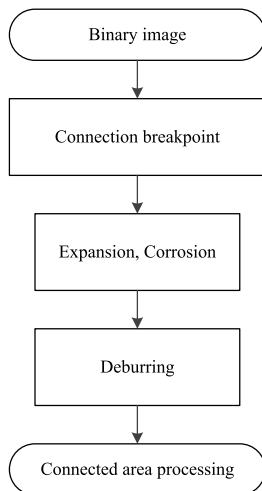 Binary image
Connection breakpoint
Expansion, Corrosion
Deburring
Connected area processing